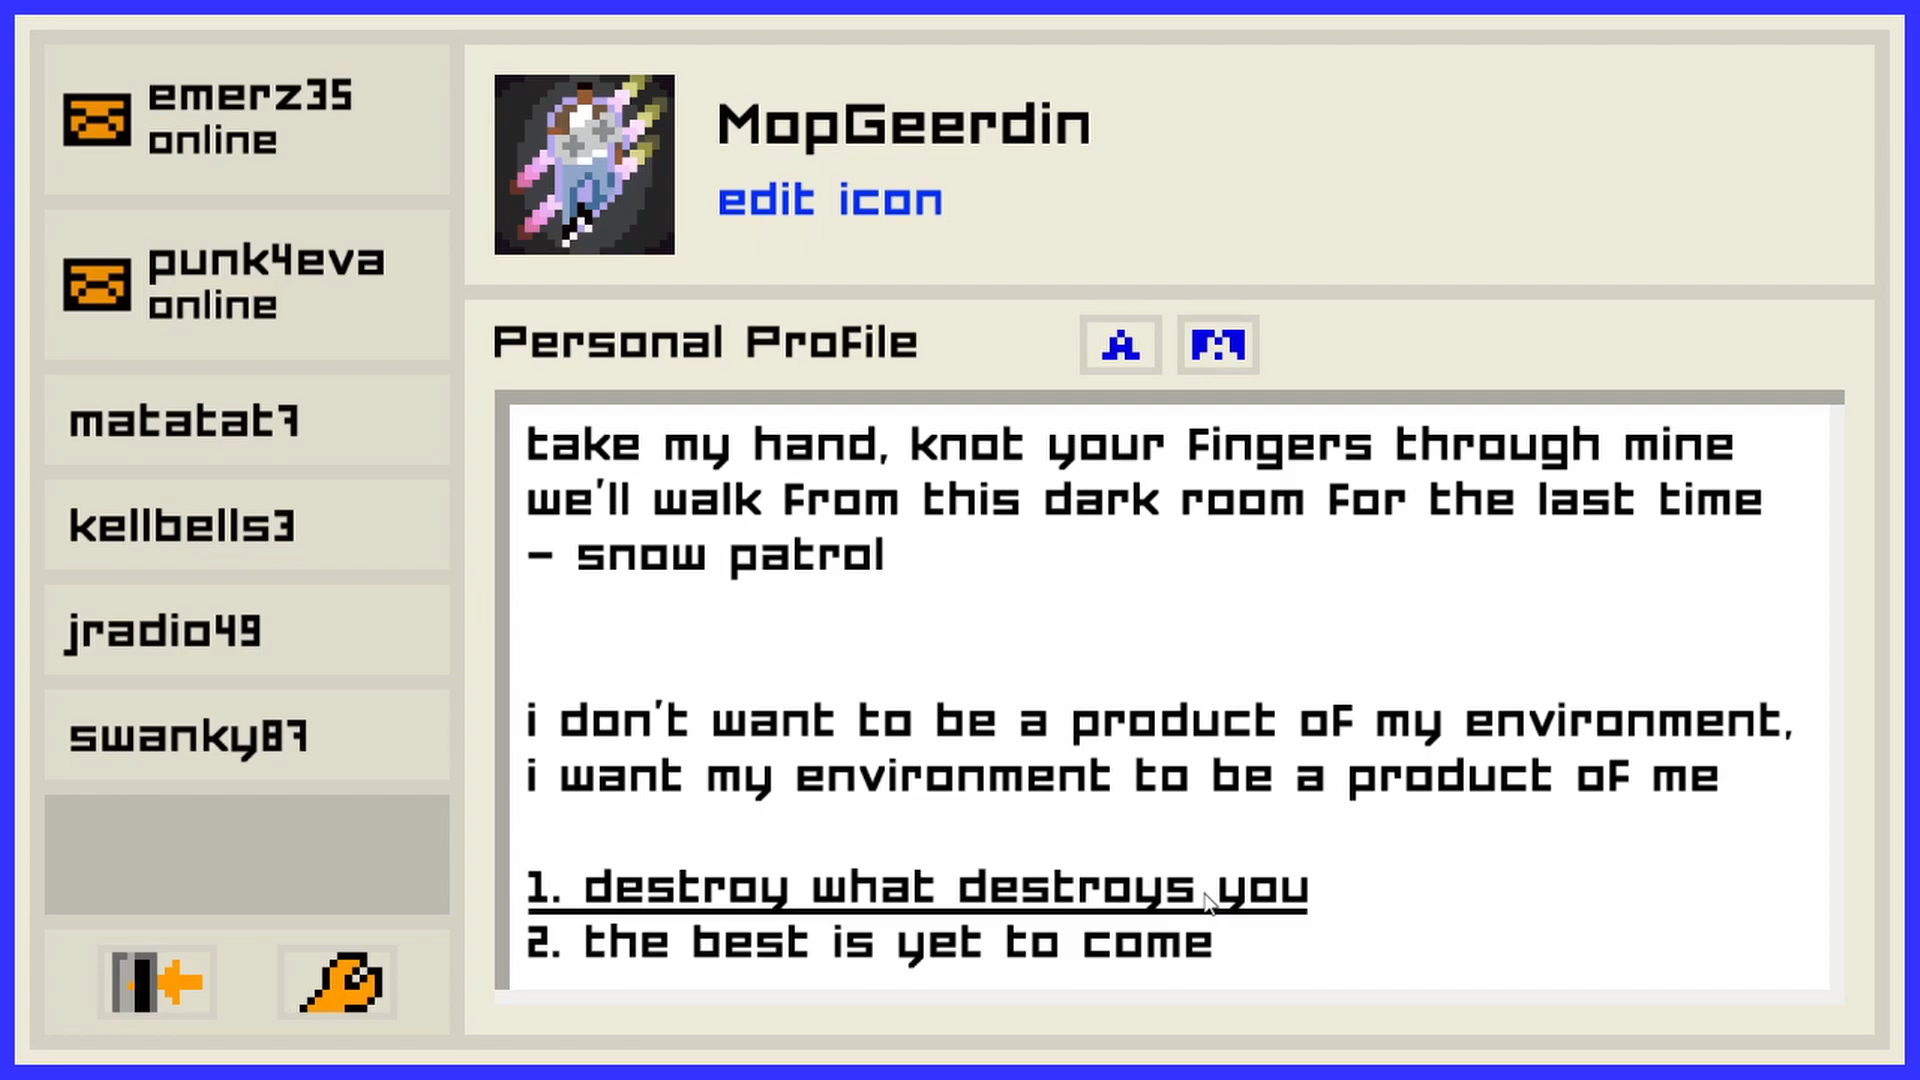 emerz35
online
punk4eva
online
matatat7
kellbells3
jradio49
swanky87
MopGeerdin
edit icon
Personal Profile
A
take my hand, knot your fingers through mine
we'll walk from this dark room for the last time
- snow patrol
i don't want to be a product of my environment,
i want my environment to be a product of me
1. destroy what destroys you
2. the best is yet to come